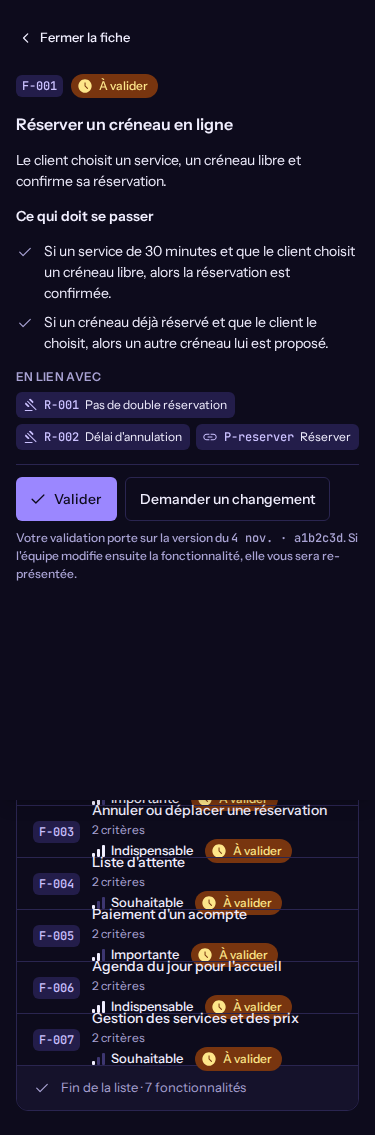 Fermer la fiche
F-001 À valider
Réserver un créneau en ligne
Le client choisit un service, un créneau libre et
confirme sa réservation.
Ce qui doit se passer
Si un service de 30 minutes et que le client choisit
un créneau libre, alors la réservation est
confirmée.
Si un créneau déjà réservé et que le client le
choisit, alors un autre créneau lui est proposé.
EN LIEN AVEC
R-001 Pas de double réservation
R-002 Délai d'annulation P-reserver Réserver
Valider Demander un changement
Votre validation porte sur la version du 4 nov. · a1b2c3d. Si
l'équipe modifie ensuite la fonctionnalité, elle vous sera re-
présentée.
Importante À valider
Annuler ou déplacer une réservation
F-003 2 critères
Indispensable À valider
Liste d'attente
F-004 2 critères
Souhaitable À valider
Paiement d'un acompte
F-005 2 critères
Importante À valider
Agenda du jour pour l'accueil
F-006 2 critères
Indispensable À valider
Gestion des services et des prix
F-007 2 critères
Souhaitable À valider
Fin de la liste · 7 fonctionnalités